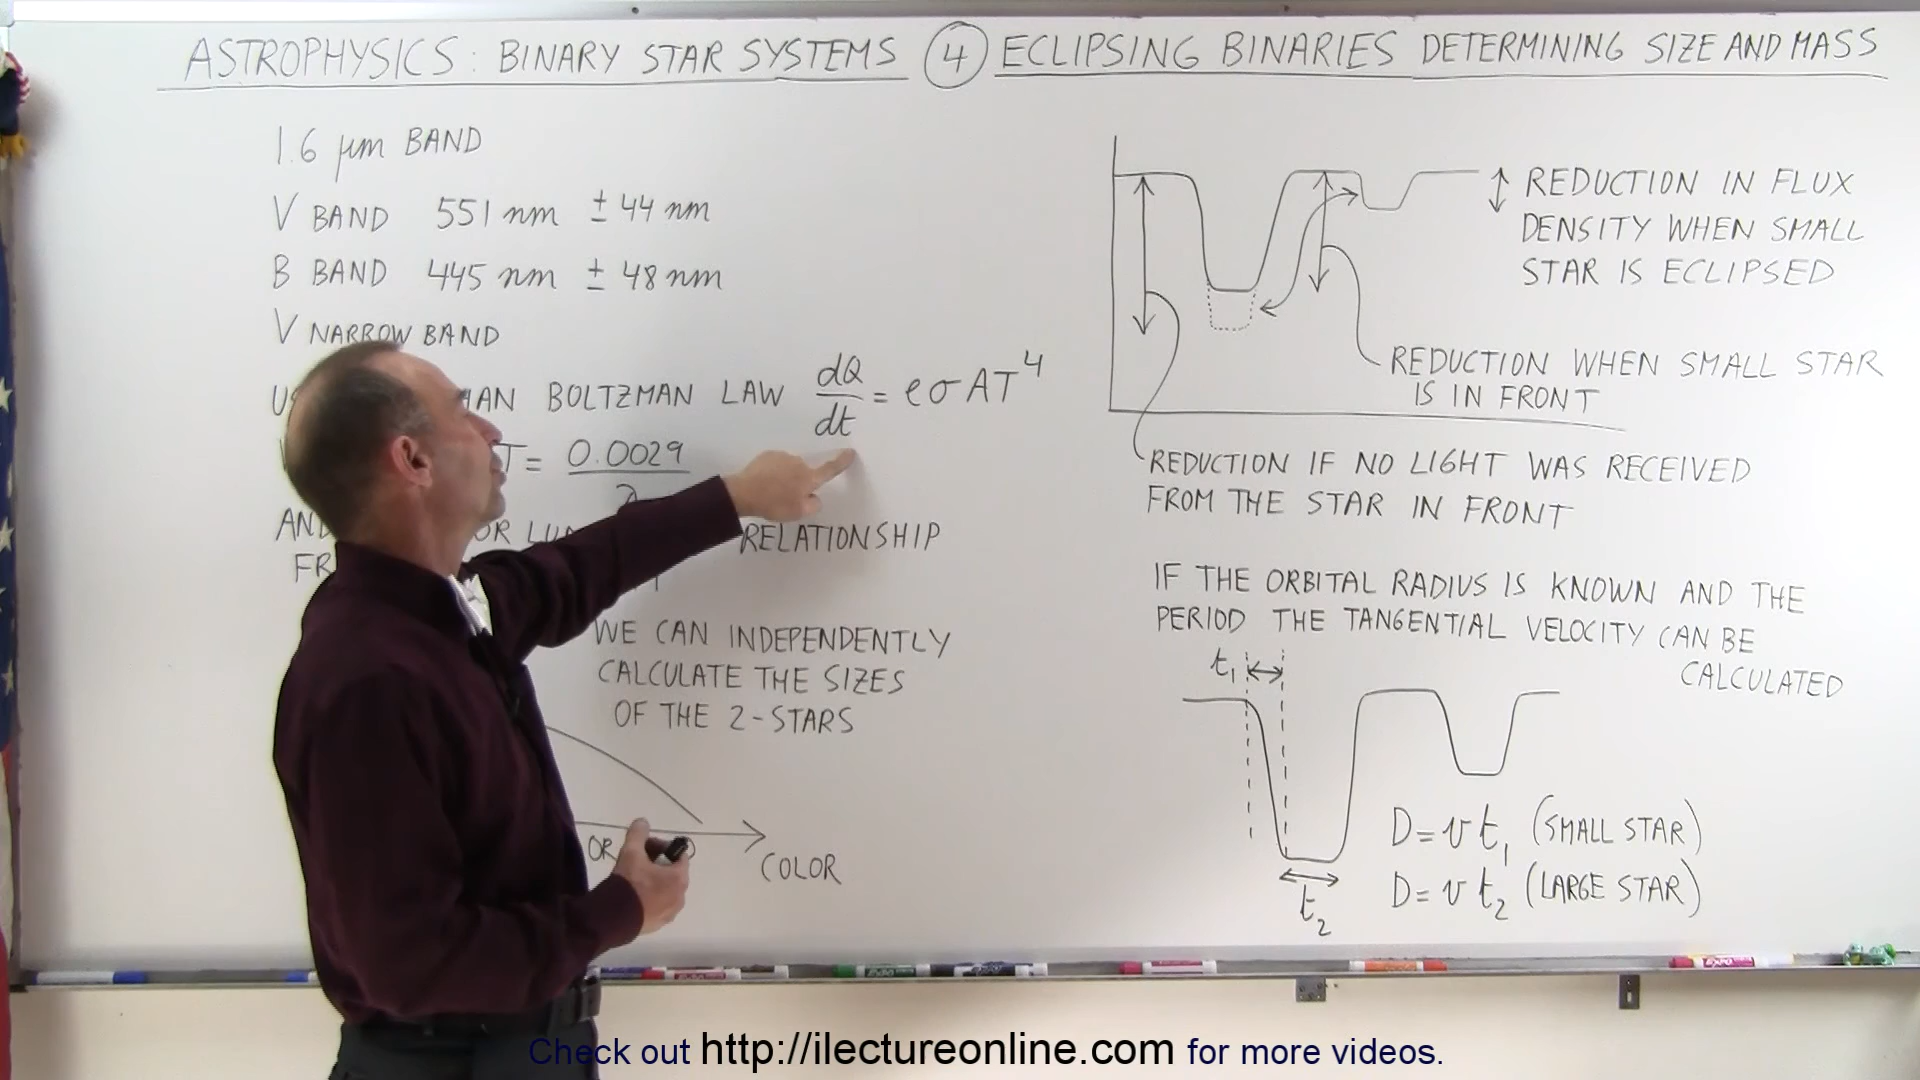 ASTROPHYSICS: BINARY STAR SYSTEMS 4 ECLIPSING BINARIES DETERMINING SIZE AND MASS
1.6 μm BAND
V BAND 551 nm ± 44 nm
B BAND 445 nm ± 48 nm
V NARROW BAND
BOLTZMAN LAW dQ/dt = eσAT⁴
T = 0.0029
RELATIONSHIP
WE CAN INDEPENDENTLY
CALCULATE THE SIZES
OF THE 2-STARS
OR
COLOR
REDUCTION IN FLUX
DENSITY WHEN SMALL
STAR IS ECLIPSED
REDUCTION WHEN SMALL STAR
IS IN FRONT
REDUCTION IF NO LIGHT WAS RECEIVED
FROM THE STAR IN FRONT
IF THE ORBITAL RADIUS IS KNOWN AND THE
PERIOD THE TANGENTIAL VELOCITY CAN BE
CALCULATED
t₁
t₂
D = v t₁ (SMALL STAR)
D = v t₂ (LARGE STAR)
EXPO
EXPO
Check out http://ilectureonline.com for more videos.